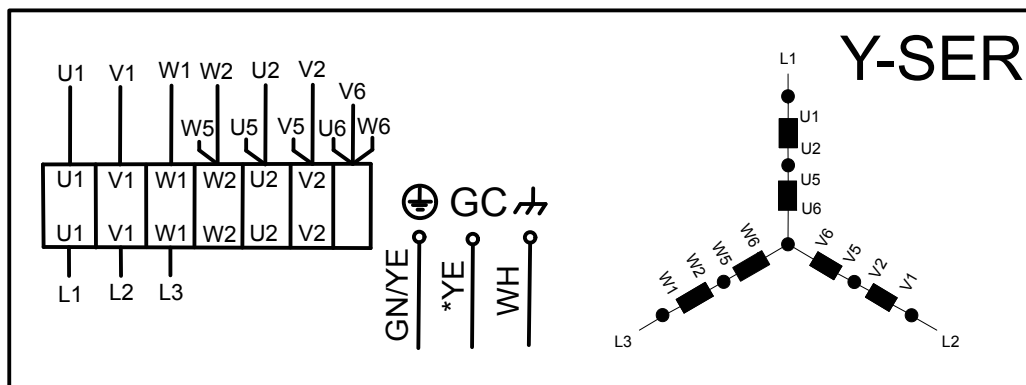 Y-SER
U1 V1 W1 W2 U2 V2 V6
W5 U5 V5 U6 W6
U1 V1 W1 W2 U2 V2
U1 V1 W1 W2 U2 V2
L1 L2 L3
GC
GN/YE
*YE
WH
L1
U1
U2
U5
U6
W1 W2 W5 W6
V6 V5 V2 V1
L3
L2